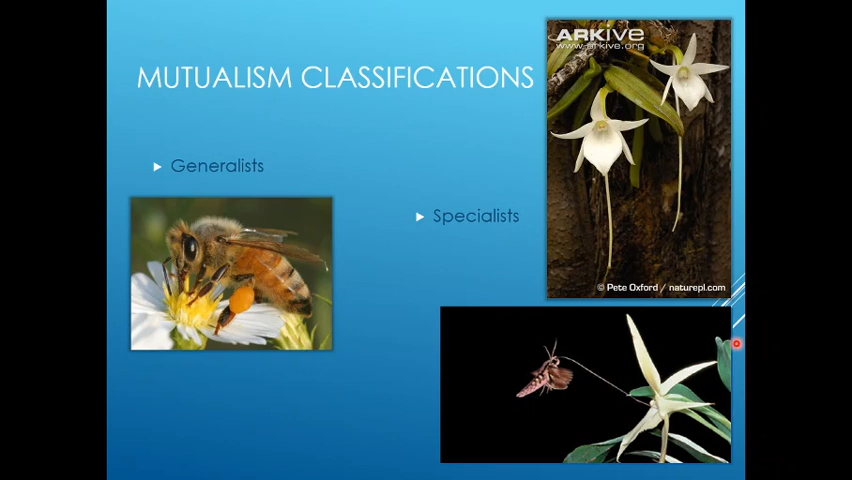 MUTUALISM CLASSIFICATIONS
Generalists
Specialists
ARKIVE
www.arkive.org
© Pete Oxford / naturepl.com